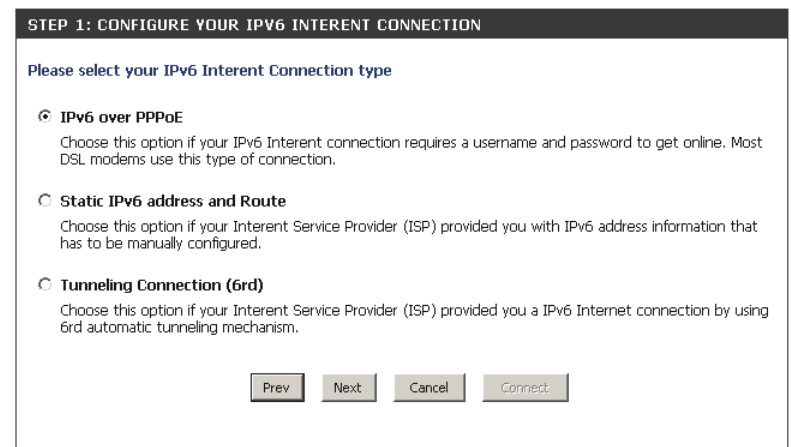 STEP 1: CONFIGURE YOUR IPV6 INTERENT CONNECTION
Please select your IPv6 Interent Connection type
IPv6 over PPPoE
Choose this option if your IPv6 Interent connection requires a username and password to get online. Most
DSL modems use this type of connection.
Static IPv6 address and Route
Choose this option if your Interent Service Provider (ISP) provided you with IPv6 address information that
has to be manually configured.
Tunneling Connection (6rd)
Choose this option if your Interent Service Provider (ISP) provided you a IPv6 Internet connection by using
6rd automatic tunneling mechanism.
Prev Next Cancel Connect